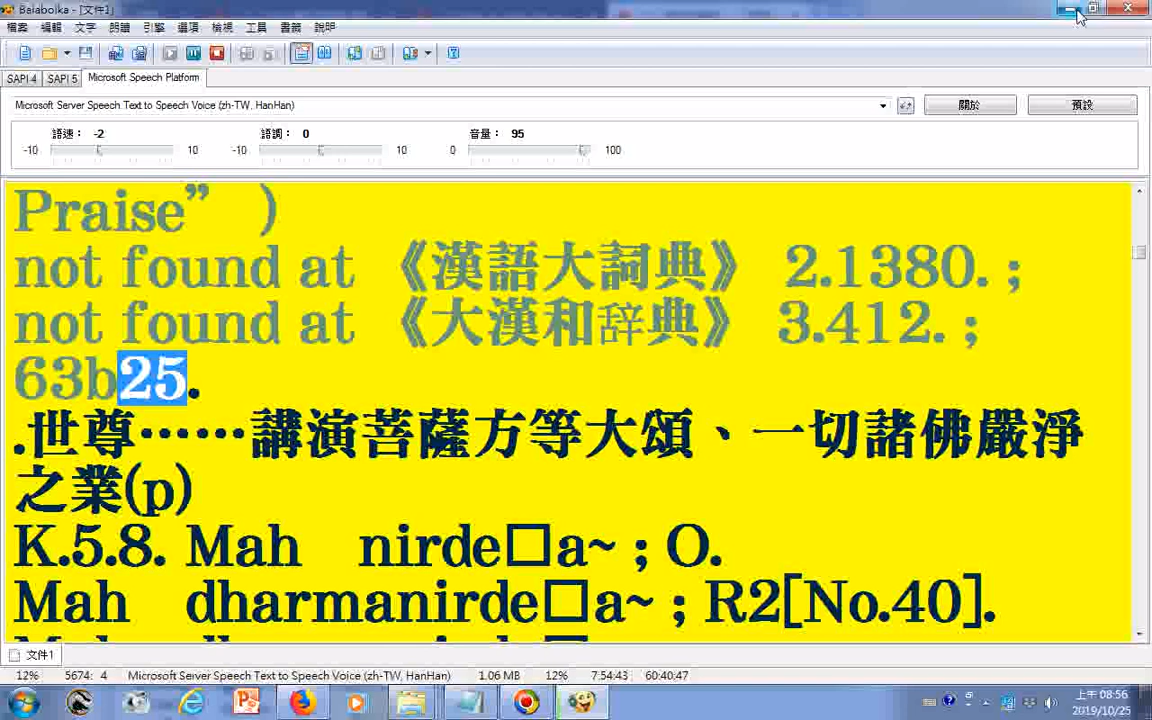 Balabolka - [文件1]
檔案 編輯 文字 朗讀 引擎 選項 檢視 工具 書籤 說明
SAPI 4 SAPI 5 Microsoft Speech Platform
Microsoft Server Speech Text to Speech Voice (zh-TW, HanHan) 關於 預設
語速： -2 語調： 0 音量： 95
-10 10 -10 10 0 100
Praise” )
not found at 《漢語大詞典》 2.1380. ;
not found at 《大漢和辞典》 3.412. ;
63b25.
.世尊……講演菩薩方等大頌、一切諸佛嚴淨
之業(p)
K.5.8. Mah nirde□a~ ; O.
Mah dharmanirde□a~ ; R2[No.40].
文件1
12% 5674: 4 Microsoft Server Speech Text to Speech Voice (zh-TW, HanHan) 1.06 MB 12% 7:54:43 60:40:47
上午 08:56
2019/10/25